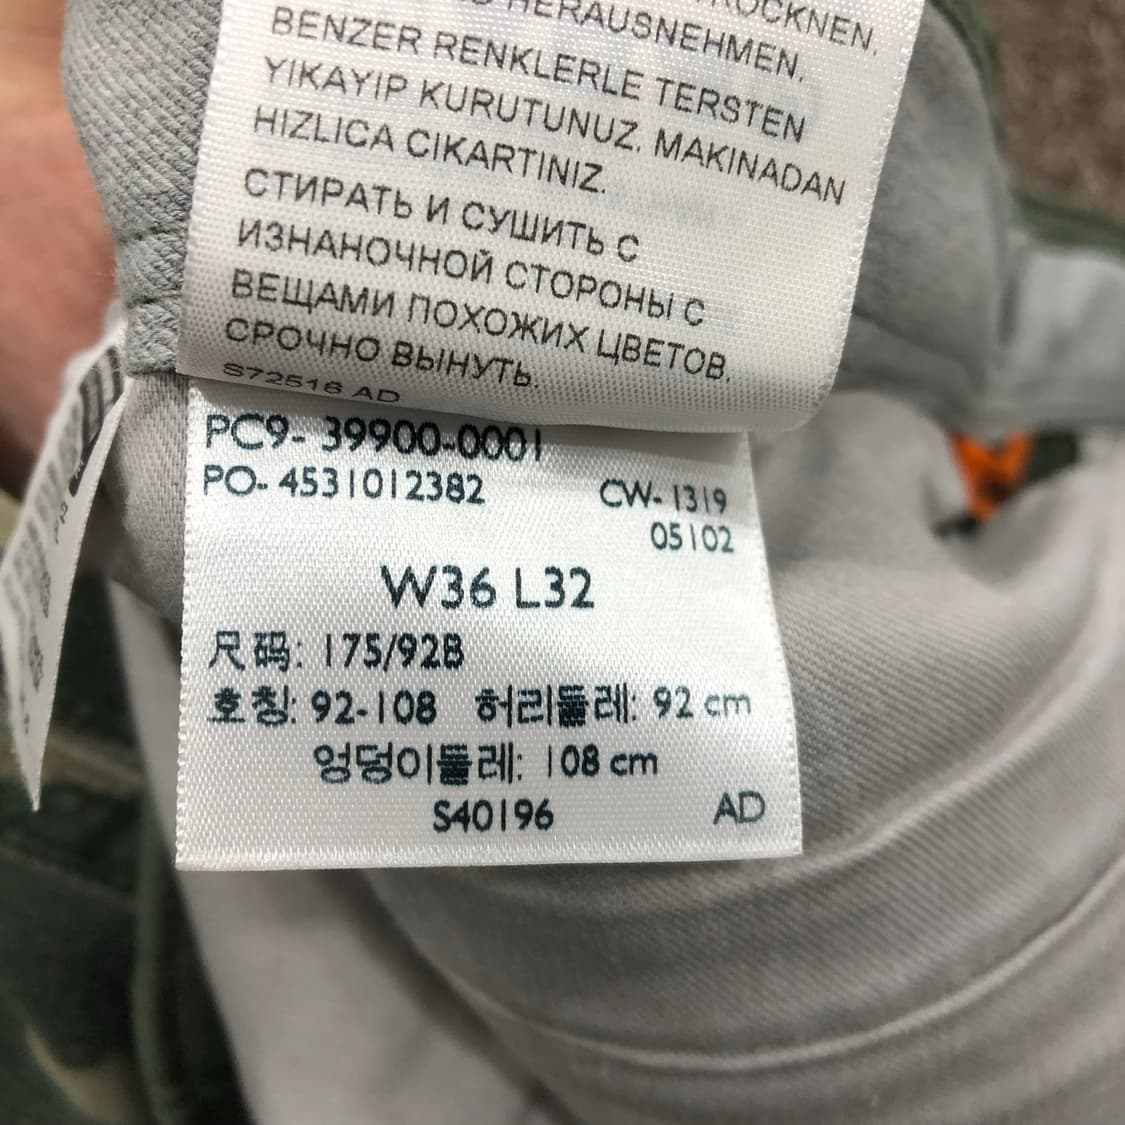 HERAUSNEHMEN.
BENZER RENKLERLE TERSTEN
YIKAYIP KURUTUNUZ. MAKINADAN
HIZLICA CIKARTINIZ.
СТИРАТЬ И СУШИТЬ С
ИЗНАНОЧНОЙ СТОРОНЫ С
ВЕЩАМИ ПОХОЖИХ ЦВЕТОВ.
СРОЧНО ВЫНУТЬ.
S72516 AD
PC9- 39900-0001
PO- 4531012382 CW- 1319
05102
W36 L32
尺码: 175/92B
호칭: 92-108 허리둘레: 92 cm
엉덩이둘레: 108 cm
S40196 AD